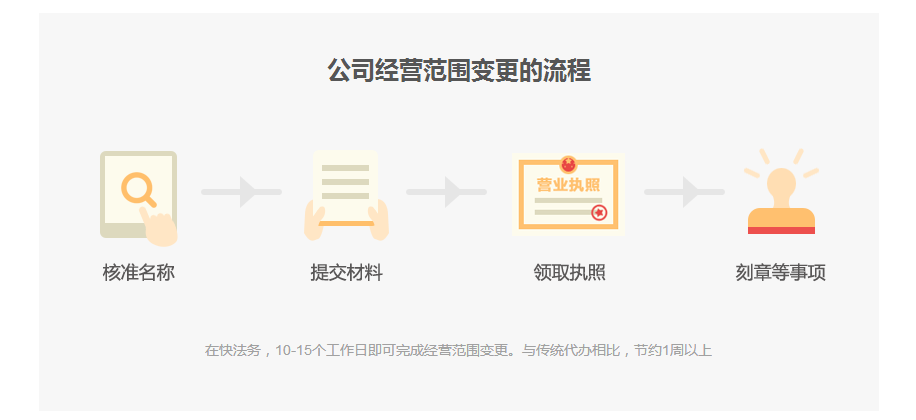 公司经营范围变更的流程
营业执照
核准名称
提交材料
领取执照
刻章等事项
在快法务，10-15个工作日即可完成经营范围变更。与传统代办相比，节约1周以上